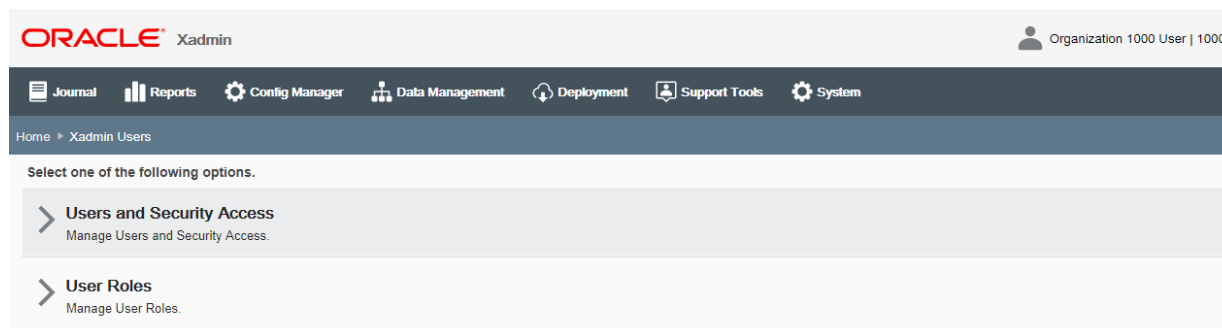 ORACLE® Xadmin
Organization 1000 User | 100
Journal Reports Config Manager Data Management Deployment Support Tools System
Home ▸ Xadmin Users
Select one of the following options.
Users and Security Access
Manage Users and Security Access.
User Roles
Manage User Roles.